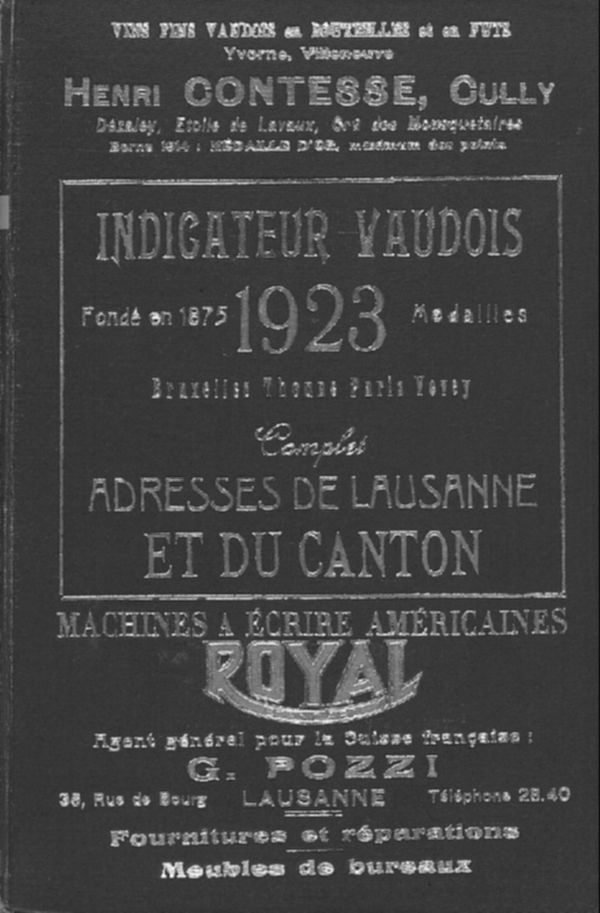 VINS FINS VAUDOIS en BOUTEILLES et en FUTS
Yvorne, Villeneuve
HENRI CONTESSE, CULLY
Dézaley, Etoile de Lavaux, Clos des Mousquetaires
Berne 1914 : MÉDAILLE D'OR, maximum des points
INDICATEUR VAUDOIS
Fondé en 1875 1923 Médailles
Bruxelles Thoune Paris Vevey
Complet
ADRESSES DE LAUSANNE
ET DU CANTON
MACHINES A ÉCRIRE AMÉRICAINES
ROYAL
Agent général pour la Suisse française :
G. POZZI
36, Rue de Bourg LAUSANNE Téléphone 28.40
Fournitures et réparations
Meubles de bureaux